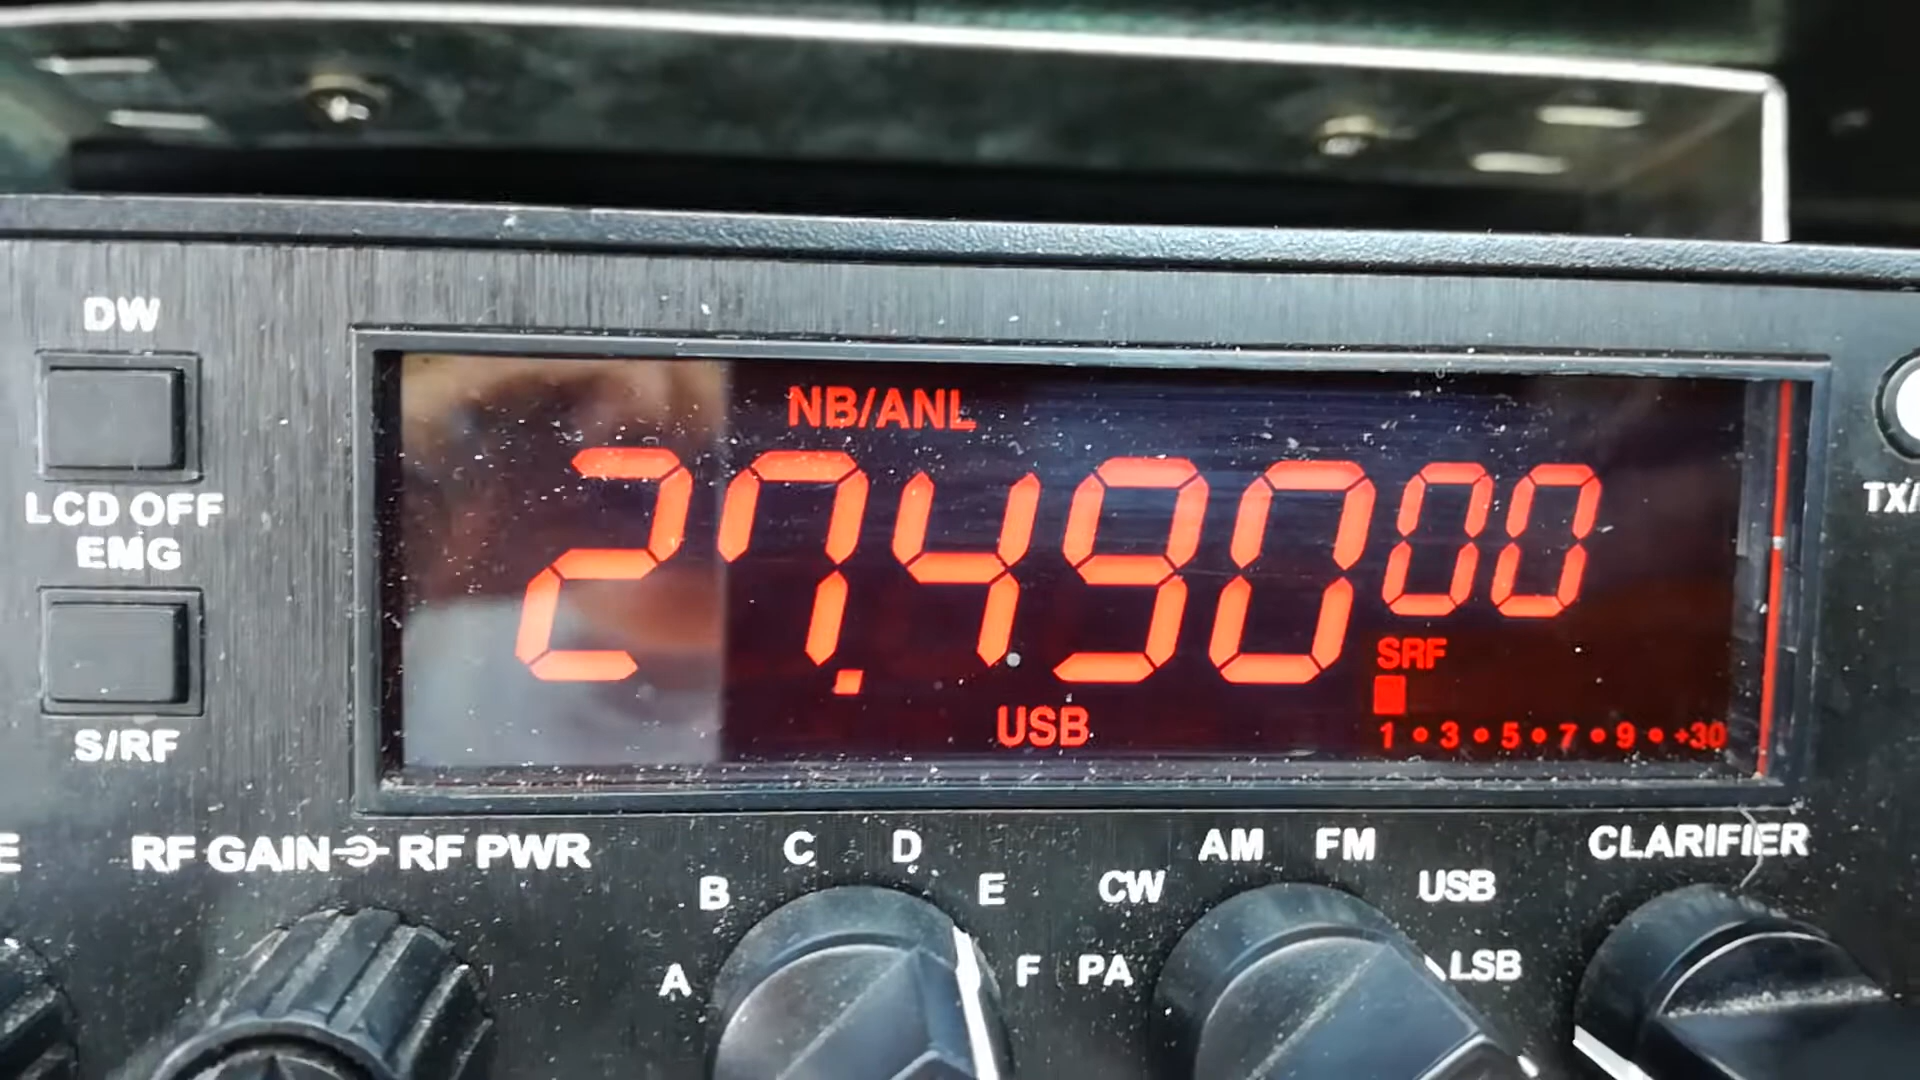 DW
LCD OFF
EMG
S/RF
NB/ANL
27.49000
SRF
1 • 3 • 5 • 7 • 9 • +30
USB
TX/
RF GAIN RF PWR
A B C D E F
PA CW AM FM USB LSB
CLARIFIER